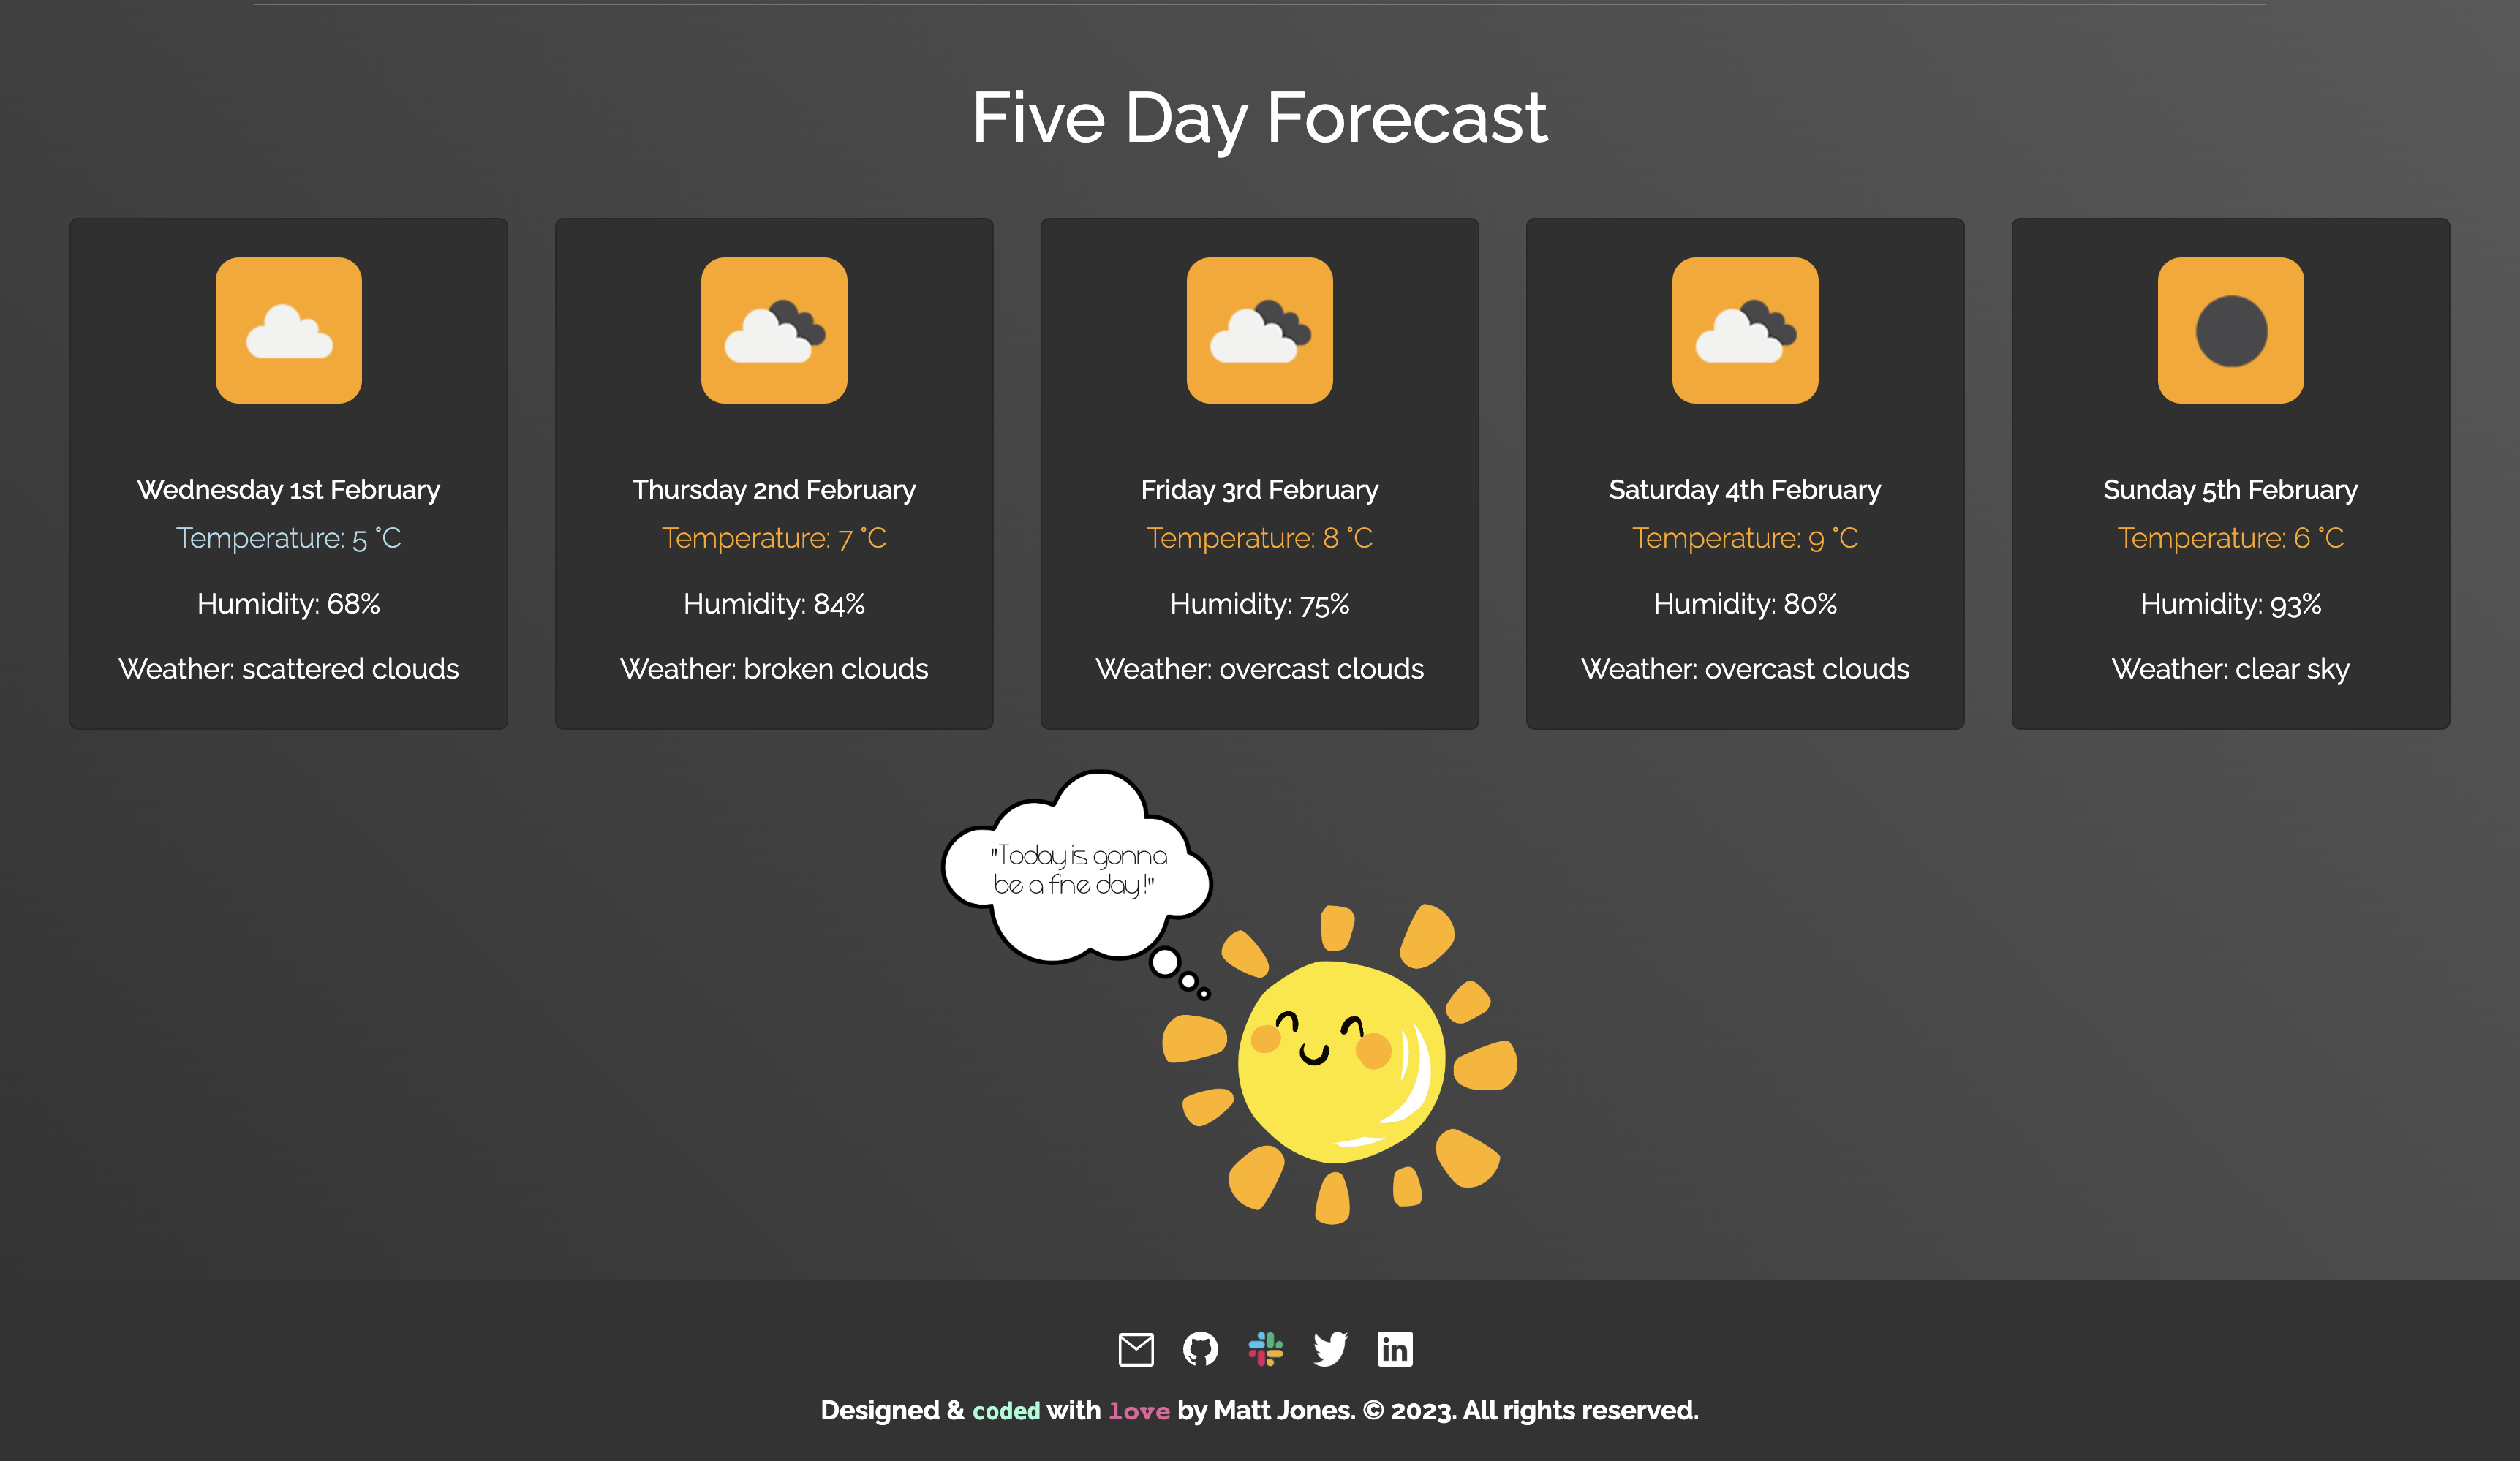 Five Day Forecast
Wednesday 1st February
Temperature: 5 °C
Humidity: 68%
Weather: scattered clouds
Thursday 2nd February
Temperature: 7 °C
Humidity: 84%
Weather: broken clouds
Friday 3rd February
Temperature: 8 °C
Humidity: 75%
Weather: overcast clouds
Saturday 4th February
Temperature: 9 °C
Humidity: 80%
Weather: overcast clouds
Sunday 5th February
Temperature: 6 °C
Humidity: 93%
Weather: clear sky
"Today is gonna
be a fine day!"
in
Designed & coded with love by Matt Jones. © 2023. All rights reserved.